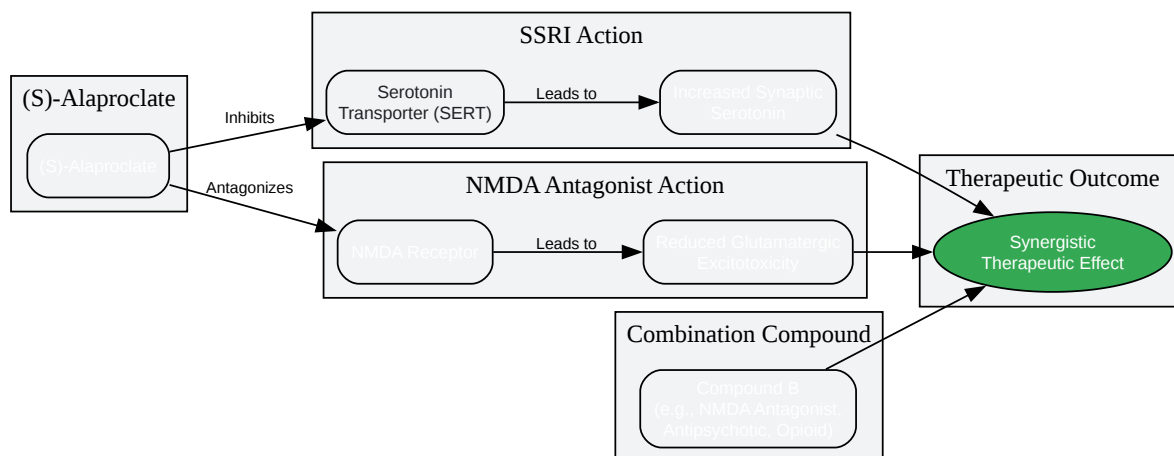 (S)-Alaproclate
(S)-Alaproclate
Inhibits
Antagonizes
SSRI Action
Serotonin
Transporter (SERT)
Leads to
Increased Synaptic
Serotonin
NMDA Antagonist Action
NMDA Receptor
Leads to
Reduced Glutamatergic
Excitotoxicity
Combination Compound
Compound B
(e.g., NMDA Antagonist,
Antipsychotic, Opioid)
Therapeutic Outcome
Synergistic
Therapeutic Effect